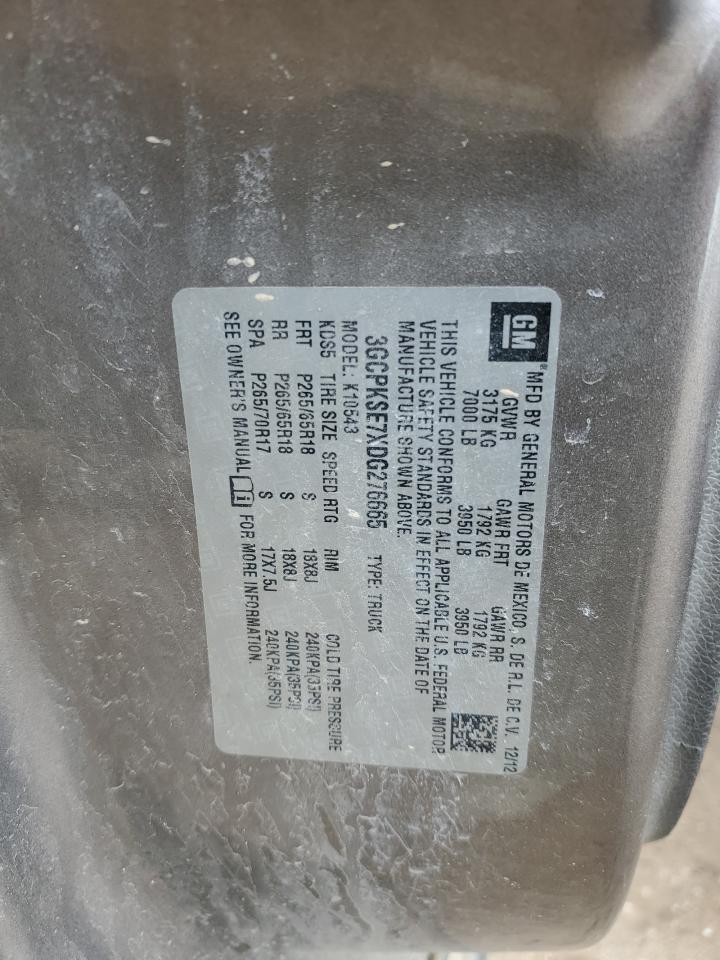 GM® MFD BY GENERAL MOTORS DE MEXICO, S. DE R.L. DE C.V. 12/12
GVWR GAWR FRT GAWR RR
3175 KG 1792 KG 1792 KG
7000 LB 3950 LB 3950 LB
THIS VEHICLE CONFORMS TO ALL APPLICABLE U.S. FEDERAL MOTOR
VEHICLE SAFETY STANDARDS IN EFFECT ON THE DATE OF
MANUFACTURE SHOWN ABOVE.
3GCPKSE7XDG276665 TYPE: TRUCK
MODEL: K10543
KDS5 TIRE SIZE SPEED RTG RIM COLD TIRE PRESSURE
FRT P265/65R18 S 18X8J 240KPA(35PSI)
RR P265/65R18 S 18X8J 240KPA(35PSI)
SPA P265/70R17 S 17X7.5J 240KPA(35PSI)
SEE OWNER'S MANUAL FOR MORE INFORMATION.